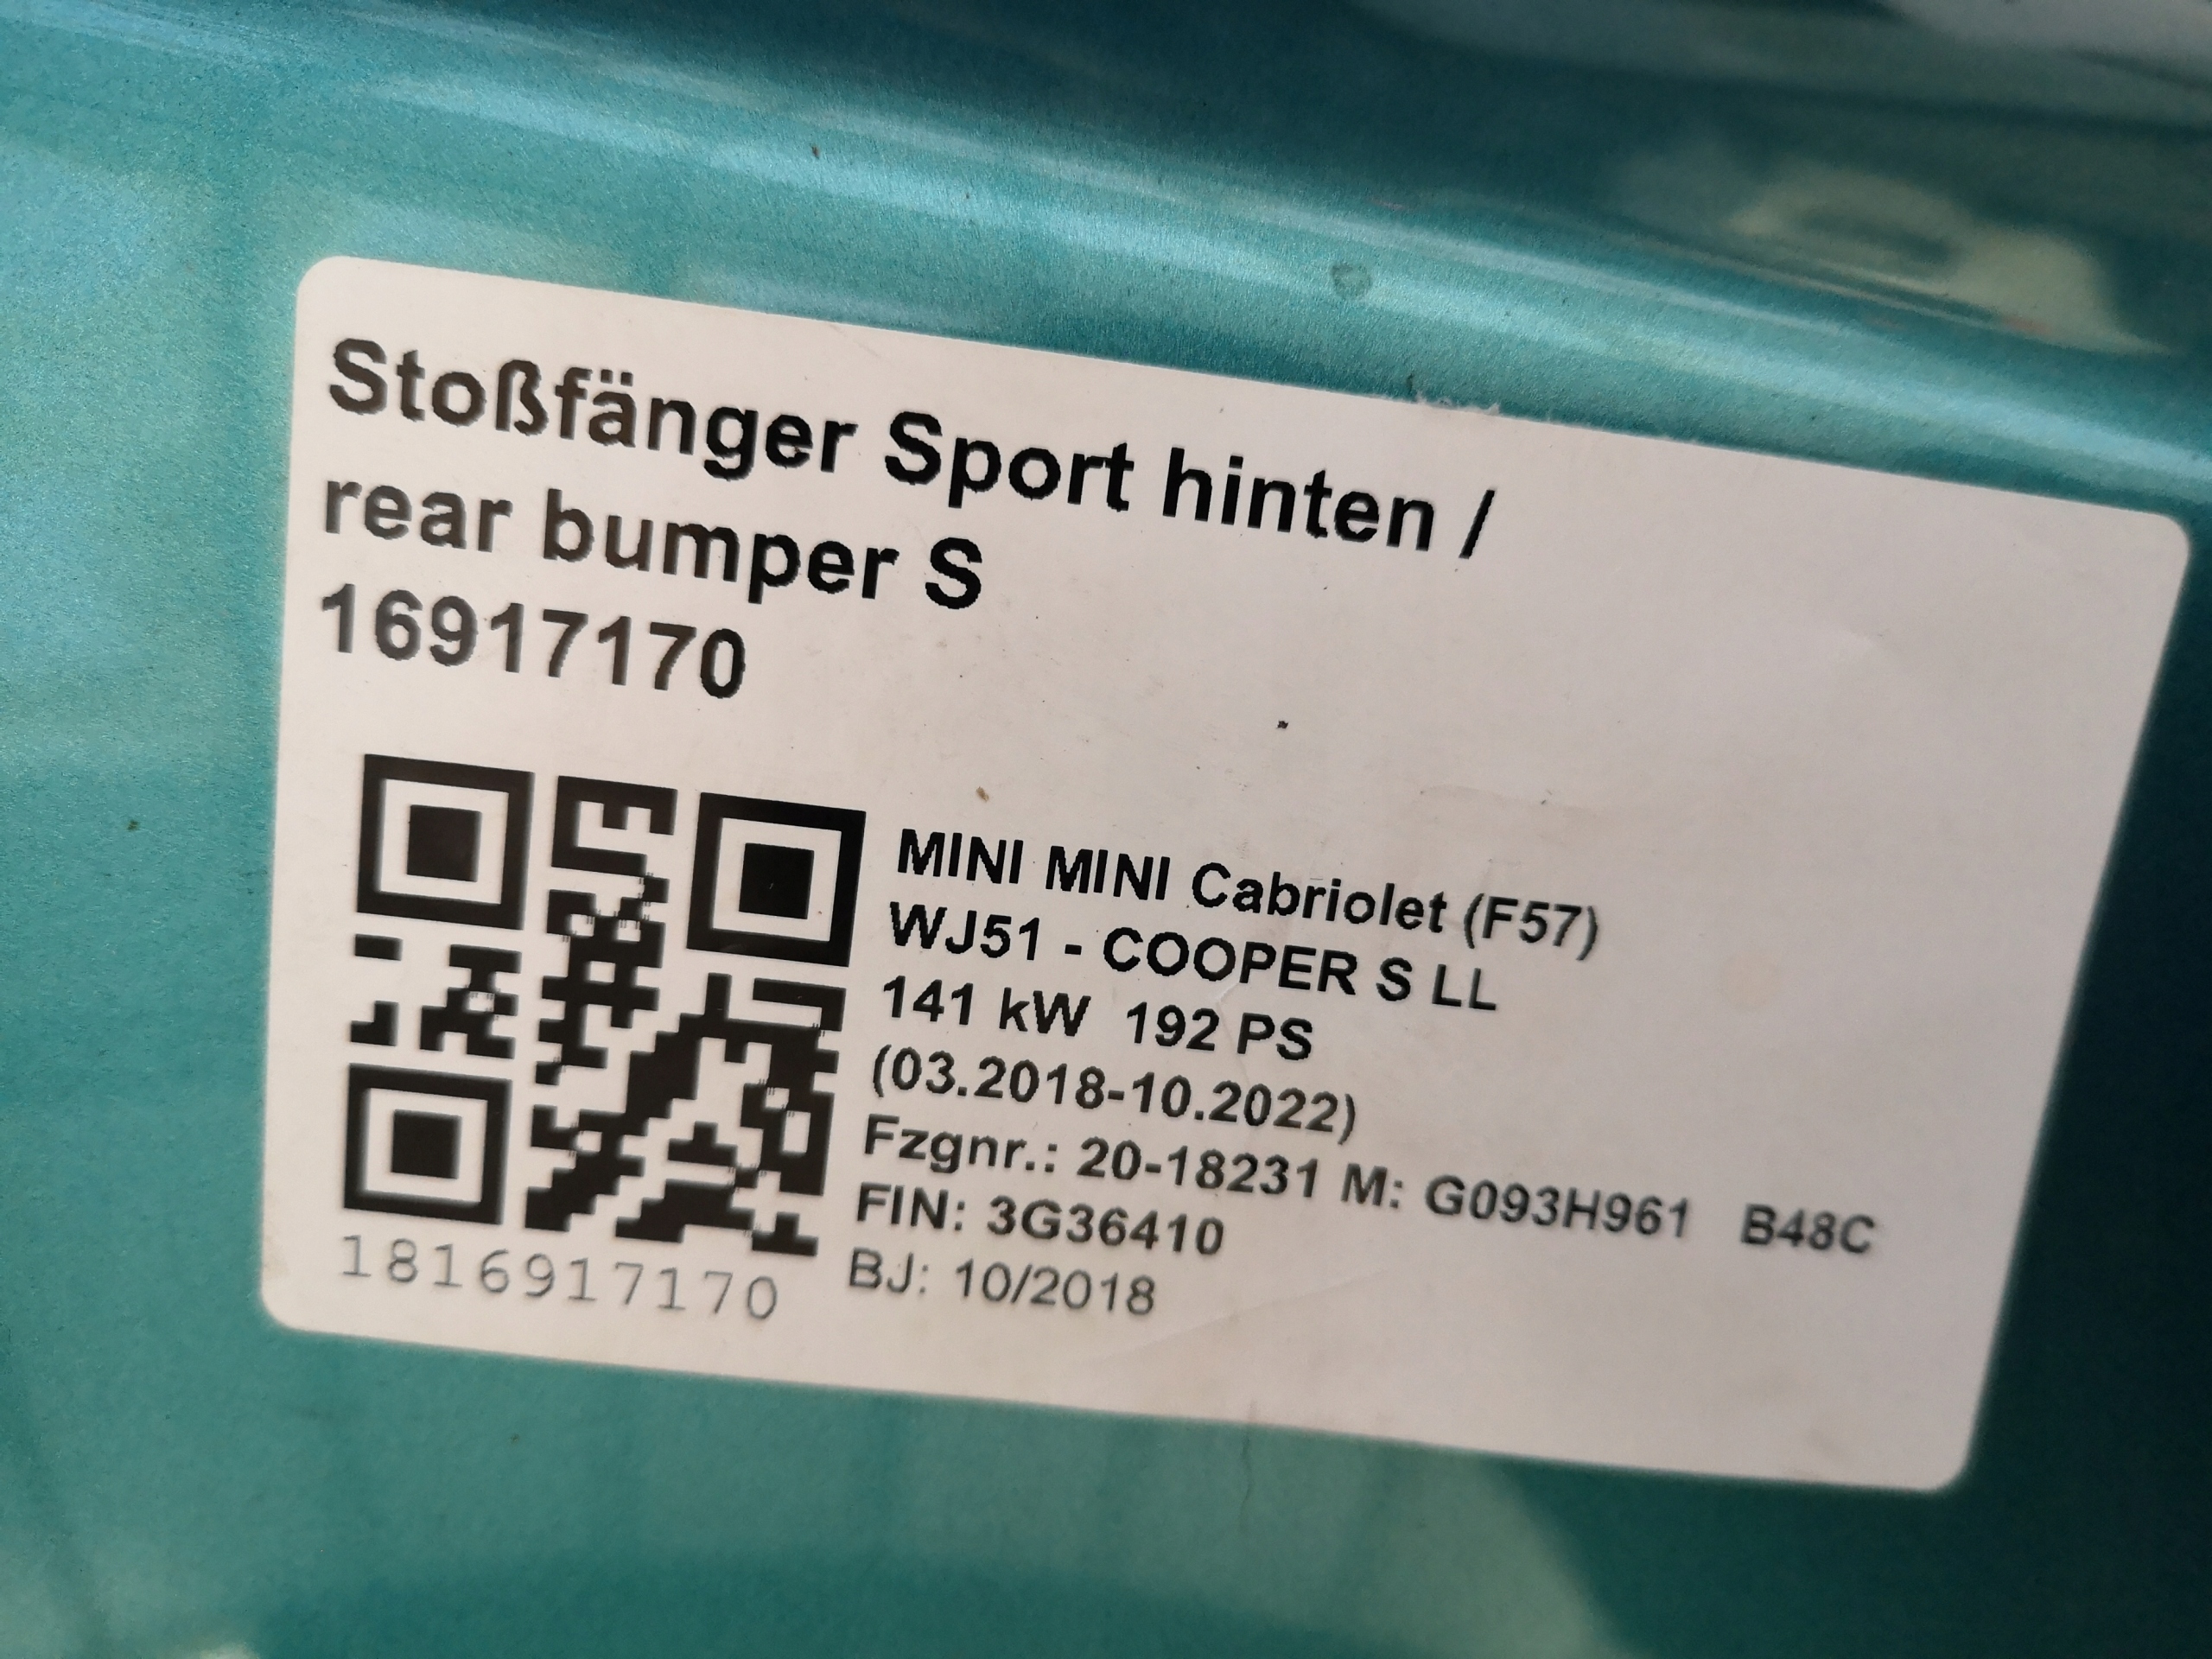 Stoßfänger Sport hinten /
rear bumper S
16917170
MINI MINI Cabriolet (F57)
WJ51 - COOPER S LL
141 kW  192 PS
(03.2018-10.2022)
Fzgnr.: 20-18231 M: G093H961   B48C
FIN: 3G36410
BJ: 10/2018
1816917170